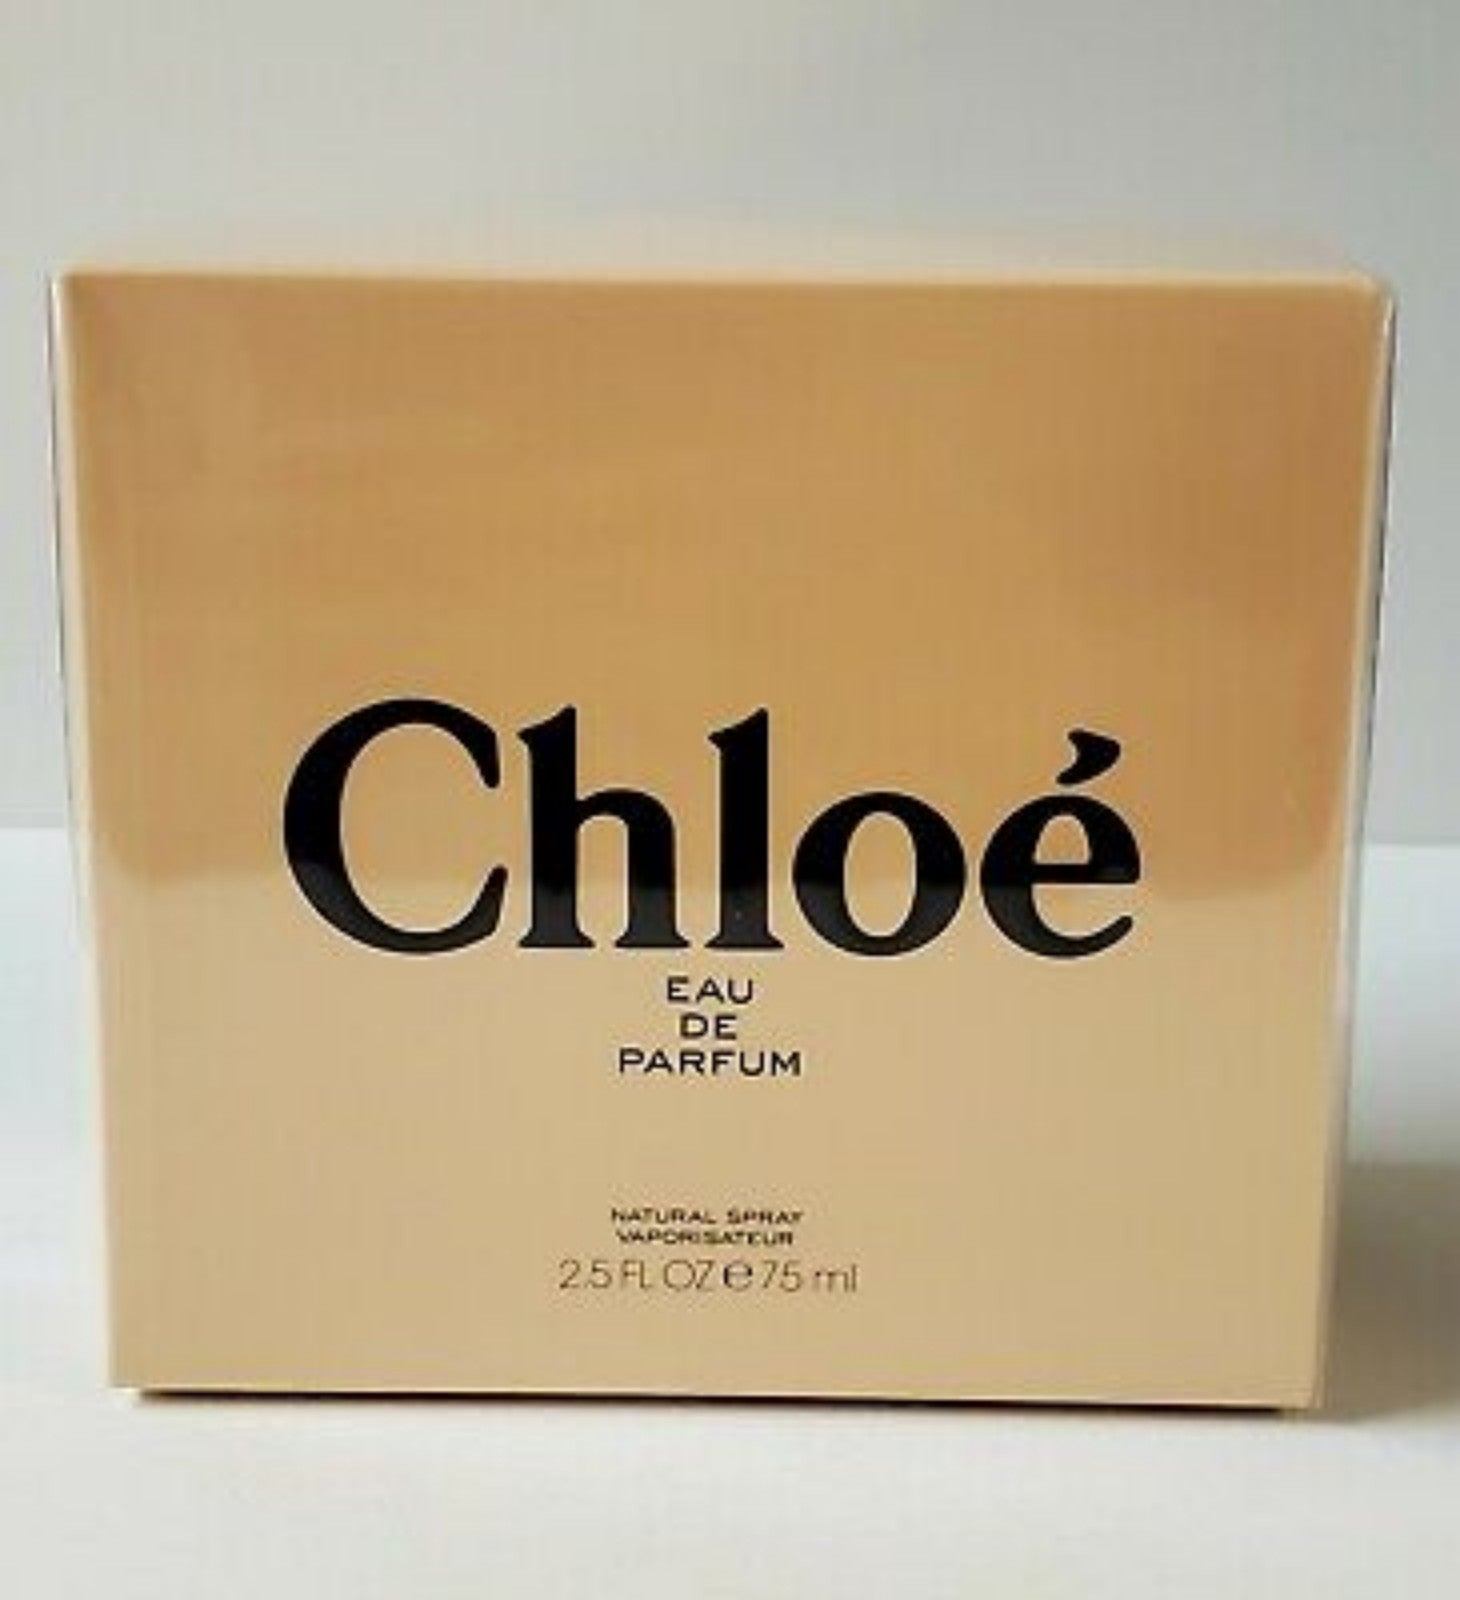 Chloé
EAU
DE
PARFUM
NATURAL SPRAY
VAPORISATEUR
2.5 FL OZ e 75 ml